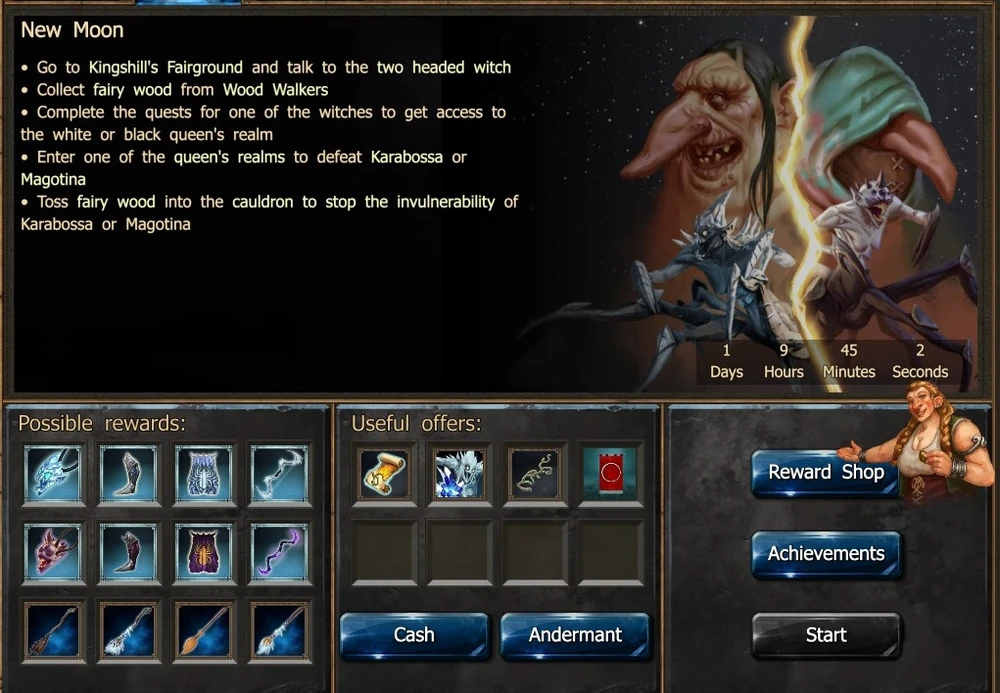 New Moon
• Go to Kingshill's Fairground and talk to the two headed witch
• Collect fairy wood from Wood Walkers
• Complete the quests for one of the witches to get access to
the white or black queen's realm
• Enter one of the queen's realms to defeat Karabossa or
Magotina
• Toss fairy wood into the cauldron to stop the invulnerability of
Karabossa or Magotina
1 9 45 2
Days Hours Minutes Seconds
Possible rewards:
Useful offers:
Reward Shop
Achievements
Cash
Andermant
Start